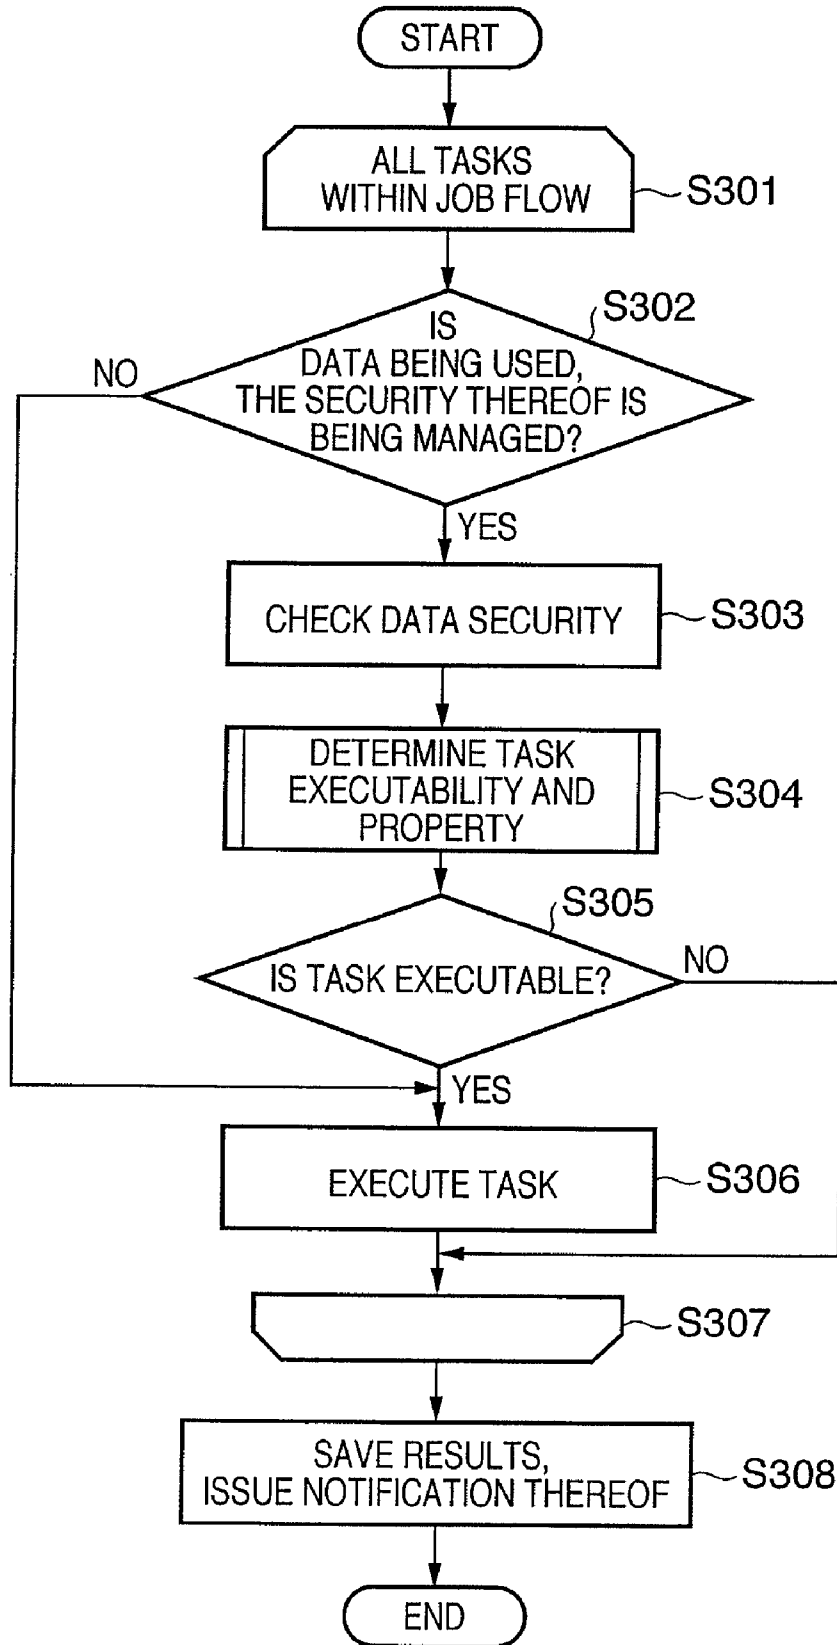 START
ALL TASKS
WITHIN JOB FLOW
S301
S302
IS
DATA BEING USED,
THE SECURITY THEREOF IS
BEING MANAGED?
NO
YES
CHECK DATA SECURITY
S303
DETERMINE TASK
EXECUTABILITY AND
PROPERTY
S304
S305
IS TASK EXECUTABLE?
NO
YES
EXECUTE TASK
S306
S307
SAVE RESULTS,
ISSUE NOTIFICATION THEREOF
S308
END